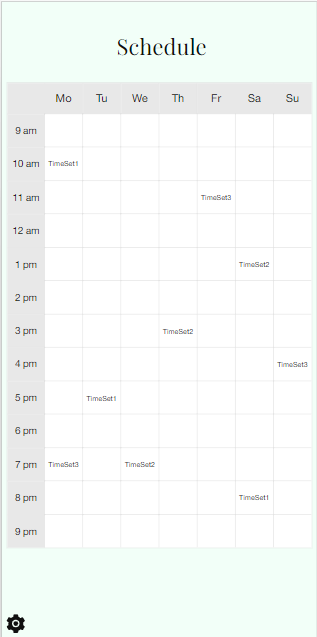 Schedule
Mo Tu We Th Fr Sa Su
9 am
10 am TimeSet1
11 am TimeSet3
12 am
1 pm TimeSet2
2 pm
3 pm TimeSet2
4 pm TimeSet3
5 pm TimeSet1
6 pm
7 pm TimeSet3 TimeSet2
8 pm TimeSet1
9 pm